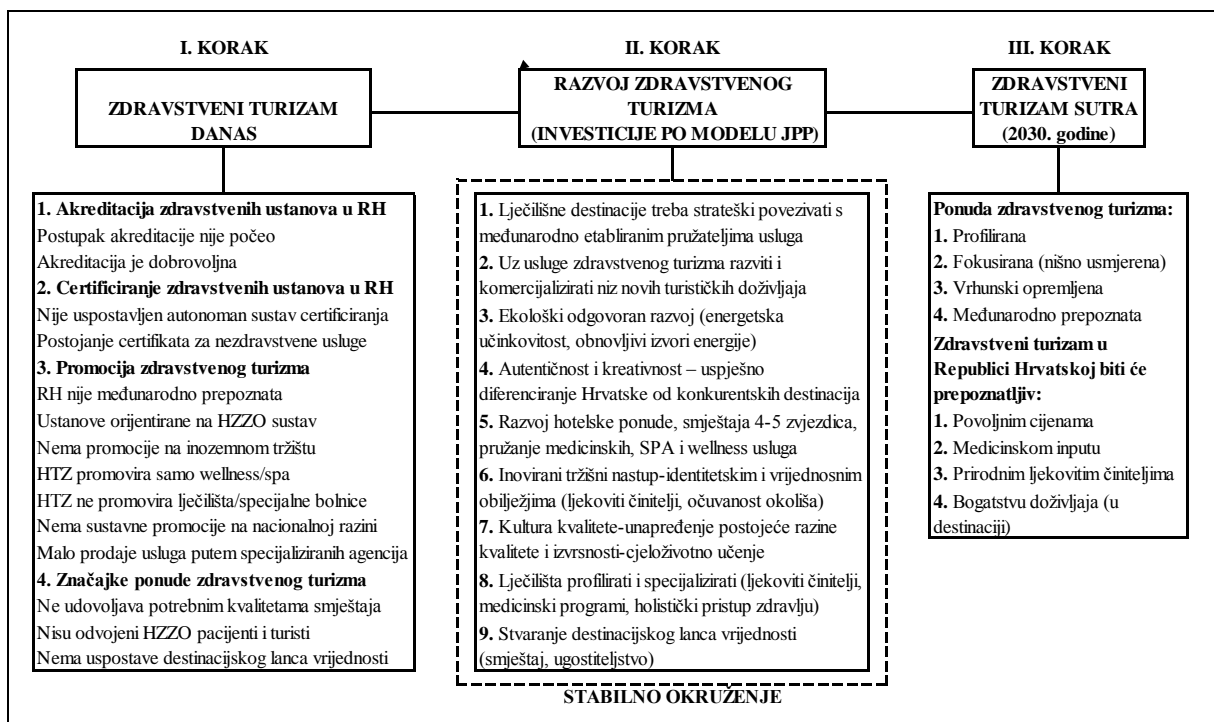 I. KORAK
ZDRAVSTVENI TURIZAM
DANAS
1. Akreditacija zdravstvenih ustanova u RH
Postupak akreditacije nije počeo
Akreditacija je dobrovoljna
2. Certificiranje zdravstvenih ustanova u RH
Nije uspostavljen autonoman sustav certificiranja
Postojanje certifikata za nezdravstvene usluge
3. Promocija zdravstvenog turizma
RH nije međunarodno prepoznata
Ustanove orijentirane na HZZO sustav
Nema promocije na inozemnom tržištu
HTZ promovira samo wellness/spa
HTZ ne promovira lječilišta/specijalne bolnice
Nema sustavne promocije na nacionalnoj razini
Malo prodaje usluga putem specijaliziranih agencija
4. Značajke ponude zdravstvenog turizma
Ne udovoljava potrebnim kvalitetama smještaja
Nisu odvojeni HZZO pacijenti i turisti
Nema uspostave destinacijskog lanca vrijednosti
II. KORAK
RAZVOJ ZDRAVSTVENOG
TURIZMA
(INVESTICIJE PO MODELU JPP)
1. Lječilišne destinacije treba strateški povezivati s
međunarodno etabliranim pružateljima usluga
2. Uz usluge zdravstvenog turizma razviti i
komercijalizirati niz novih turističkih doživljaja
3. Ekološki odgovoran razvoj (energetska
učinkovitost, obnovljivi izvori energije)
4. Autentičnost i kreativnost – uspješno
diferenciranje Hrvatske od konkurentskih destinacija
5. Razvoj hotelske ponude, smještaja 4-5 zvjezdica,
pružanje medicinskih, SPA i wellness usluga
6. Inovirani tržišni nastup-identitetskim i vrijednosnim
obilježjima (ljekoviti činitelji, očuvanost okoliša)
7. Kultura kvalitete-unapređenje postojeće razine
kvalitete i izvrsnosti-cjeloživotno učenje
8. Lječilišta profilirati i specijalizirati (ljekoviti činitelji,
medicinski programi, holistički pristup zdravlju)
9. Stvaranje destinacijskog lanca vrijednosti
(smještaj, ugostiteljstvo)
STABILNO OKRUŽENJE
III. KORAK
ZDRAVSTVENI
TURIZAM SUTRA
(2030. godine)
Ponuda zdravstvenog turizma:
1. Profilirana
2. Fokusirana (nišno usmjerena)
3. Vrhunski opremljena
4. Međunarodno prepoznata
Zdravstveni turizam u
Republici Hrvatskoj biti će
prepoznatljiv:
1. Povoljnim cijenama
2. Medicinskom inputu
3. Prirodnim ljekovitim činiteljima
4. Bogatstvu doživljaja (u
destinaciji)